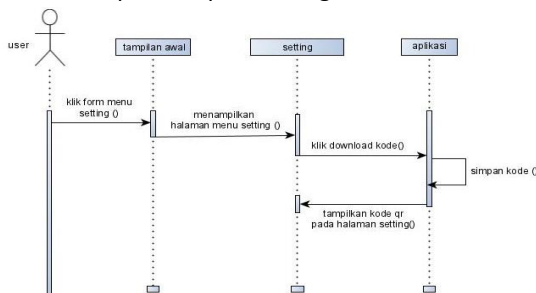 user
tampilan awal
setting
aplikasi
klik form menu
setting ()
menampilkan
halaman menu setting ()
klik download kode()
simpan kode ()
tampilkan kode qr
pada halaman setting()